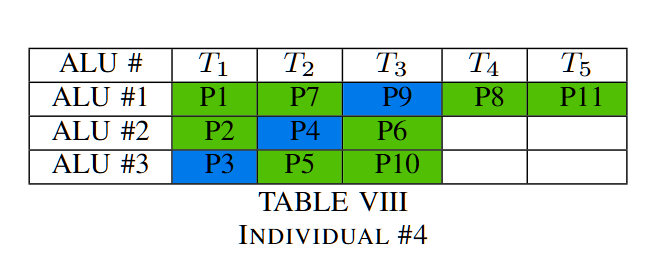 ALU # T1 T2 T3 T4 T5
ALU #1 P1 P7 P9 P8 P11
ALU #2 P2 P4 P6
ALU #3 P3 P5 P10
TABLE VIII
INDIVIDUAL #4